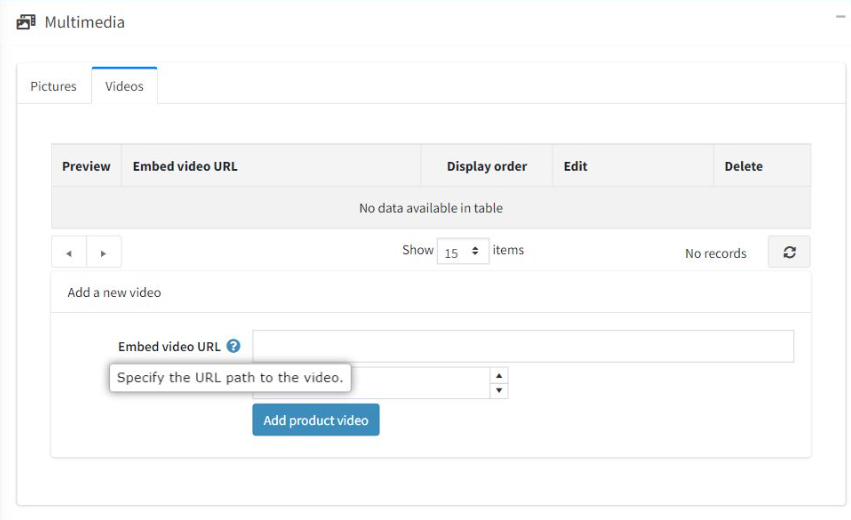 Multimedia
Pictures Videos
Preview Embed video URL Display order Edit Delete
No data available in table
Show 15 items No records
Add a new video
Embed video URL ?
Specify the URL path to the video.
Add product video